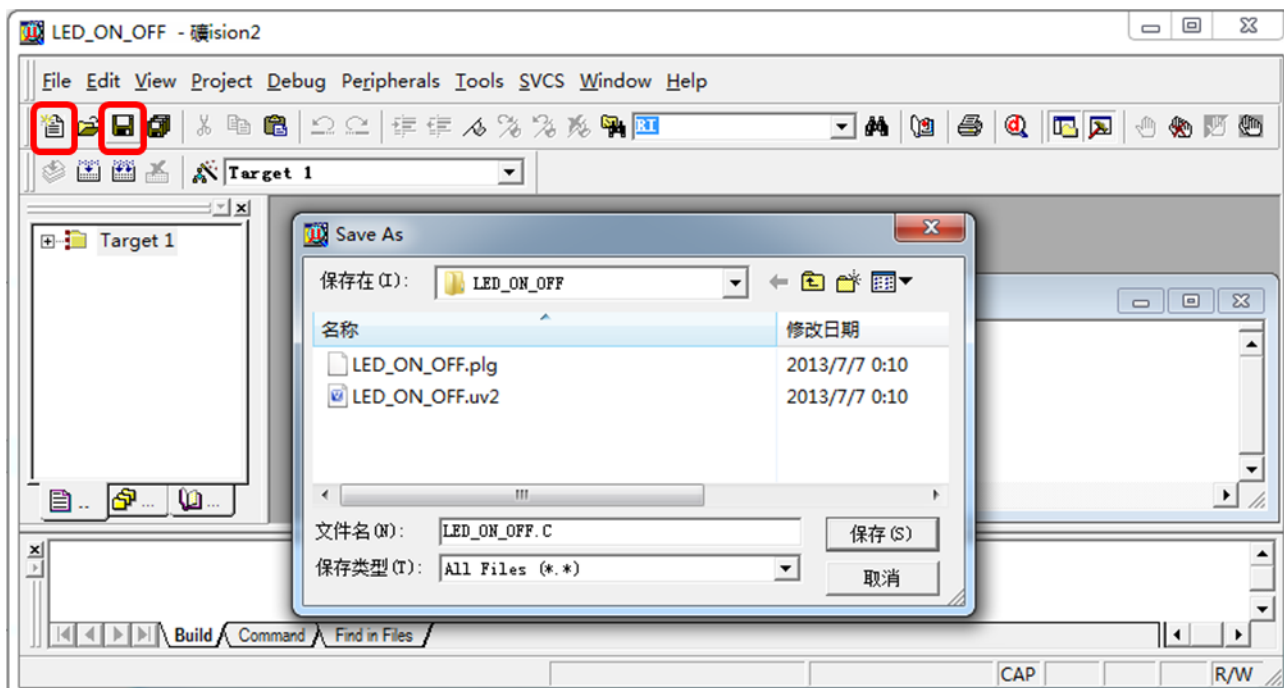 LED_ON_OFF - 礦ision2
File Edit View Project Debug Peripherals Tools SVCS Window Help
RI
Target 1
Target 1
Save As
保存在(I):
LED_ON_OFF
名称 修改日期
LED_ON_OFF.plg 2013/7/7 0:10
LED_ON_OFF.uv2 2013/7/7 0:10
文件名(N): LED_ON_OFF.C 保存(S)
保存类型(T): All Files (*.*) 取消
Build Command Find in Files
CAP R/W